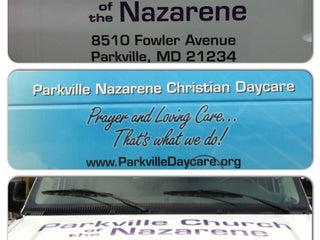 of the Nazarene
8510 Fowler Avenue
Parkville, MD 21234
Parkville Nazarene Christian Daycare
Prayer and Loving Care...
That's what we do!
www.ParkvilleDaycare.org
Parkville Church
of the Nazarene